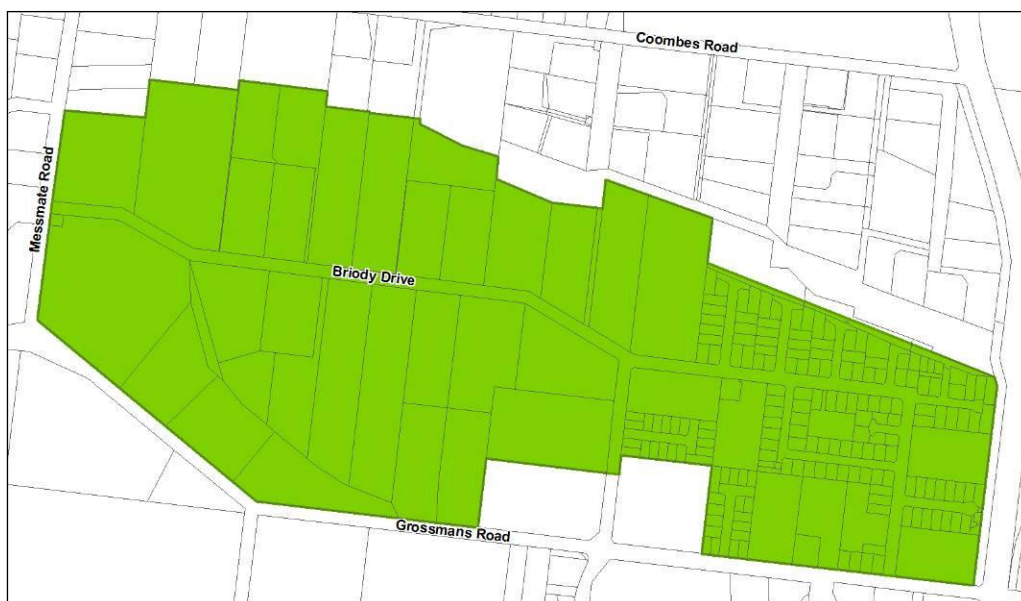 Coombes Road
Messmate Road
Briody Drive
Grossmans Road